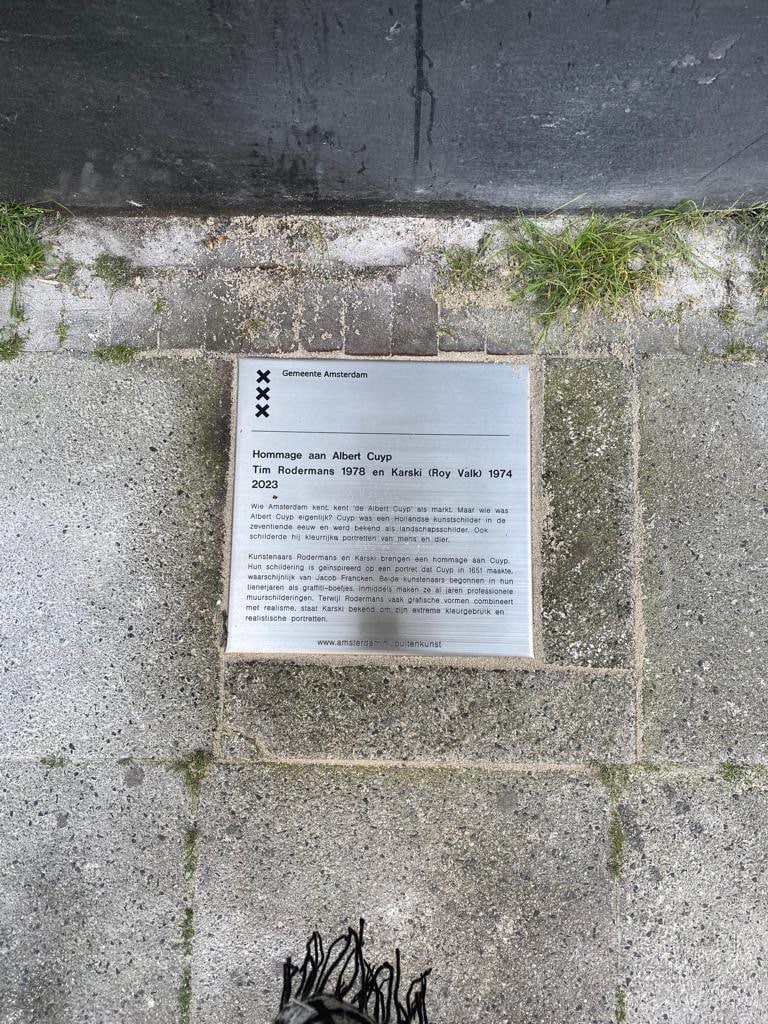 Gemeente Amsterdam
Hommage aan Albert Cuyp
Tim Rodermans 1978 en Karski (Roy Valk) 1974
2023
Wie Amsterdam kent, kent 'de Albert Cuyp' als markt. Maar wie was
Albert Cuyp eigenlijk? Cuyp was een Hollandse kunstschilder in de
zeventiende eeuw en werd bekend als landschapsschilder. Ook
schilderde hij kleurrijke portretten van mens en dier.
Kunstenaars Rodermans en Karski brengen een hommage aan Cuyp.
Hun schildering is geïnspireerd op een portret dat Cuyp in 1651 maakte,
waarschijnlijk van Jacob Francken. Beide kunstenaars begonnen in hun
tienerjaren als graffiti-boefjes. Inmiddels maken ze al jaren professionele
muurschilderingen. Terwijl Rodermans vaak grafische vormen combineert
met realisme, staat Karski bekend om zijn extreme kleurgebruik en
realistische portretten.
www.amsterdam. buitenkunst